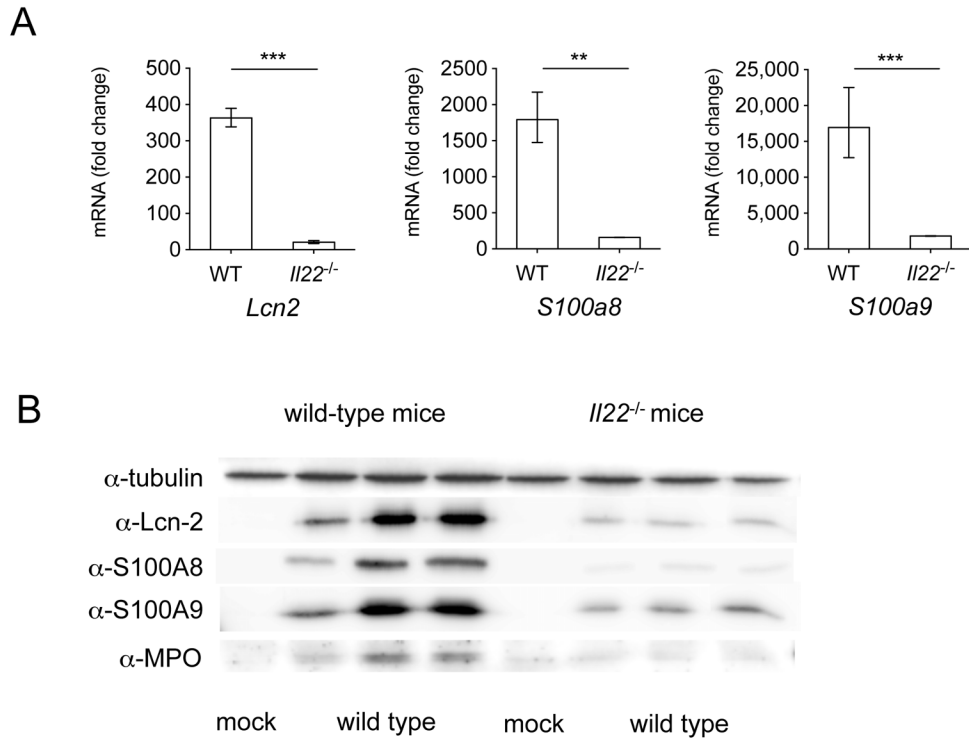 A
mRNA (fold change)
500
400
300
200
100
0
***
WT
Il22-/-
Lcn2
mRNA (fold change)
2500
2000
1500
1000
500
0
**
WT
Il22-/-
S100a8
mRNA (fold change)
25,000
20,000
15,000
10,000
5,000
0
***
WT
Il22-/-
S100a9
B
wild-type mice Il22-/- mice
α-tubulin
α-Lcn-2
α-S100A8
α-S100A9
α-MPO
mock wild type mock wild type